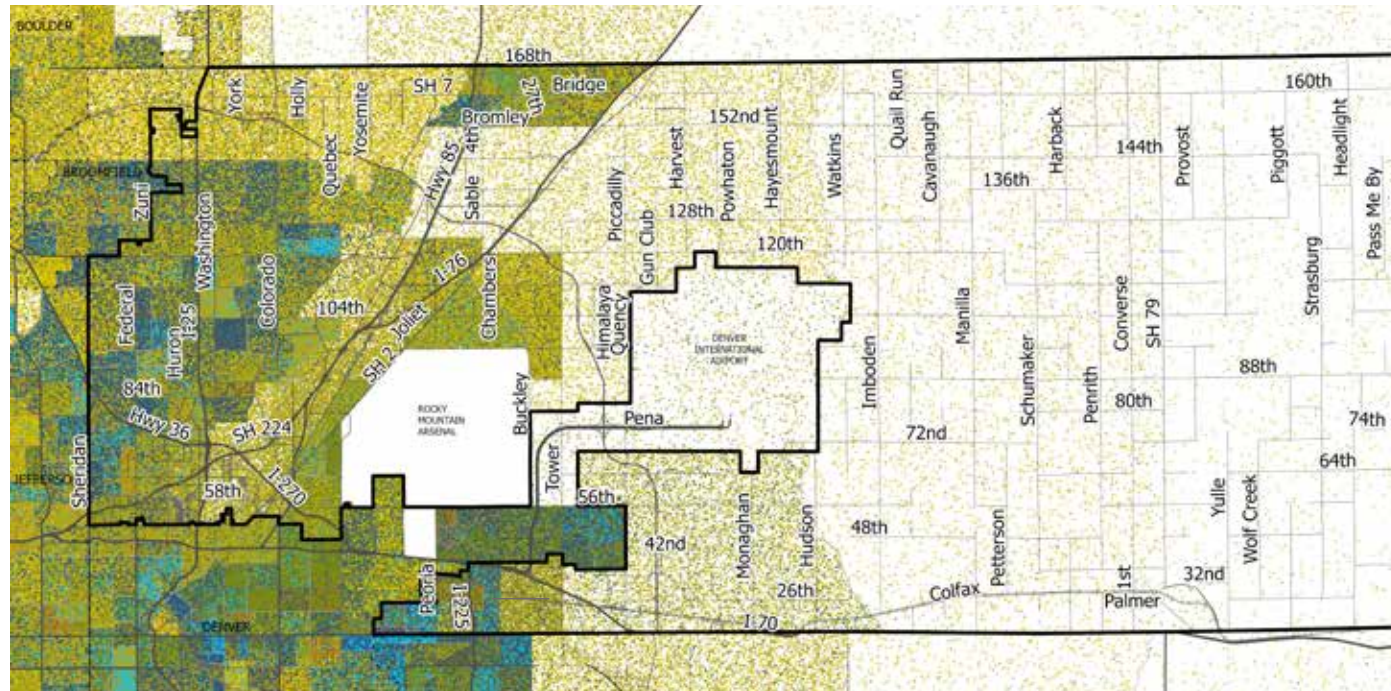 BOULDER
168th
SH 7
27th
Bridge
160th
York
Holly
Yosemite
Bromley
4th
152nd
Quail Run
Quebec
Hwy 85
Harvest
Hayesmount
Watkins
Cavanaugh
Harback
144th
Provost
Piggott
Headlight
BROOMFIELD
Sable
Powhaton
136th
Pass Me By
Zuni
Piccadilly
128th
Washington
Gun Club
120th
I-76
Strasburg
Federal
Colorado
104th
Chambers
Himalaya
Quency
Manilla
Converse
SH 79
Huron
I-25
Joliet
SH 2
DENVER
INTERNATIONAL
AIRPORT
84th
Hwy 36
Imboden
Schumaker
Penrith
88th
80th
74th
ROCKY
MOUNTAIN
ARSENAL
Buckley
Pena
SH 224
72nd
64th
JEFFERSON
Sheridan
58th
I-270
Tower
56th
Monaghan
Hudson
48th
Petterson
Yulle
Wolf Creek
42nd
26th
Colfax
1st
Palmer
32nd
Peoria
I-225
I-70
DENVER